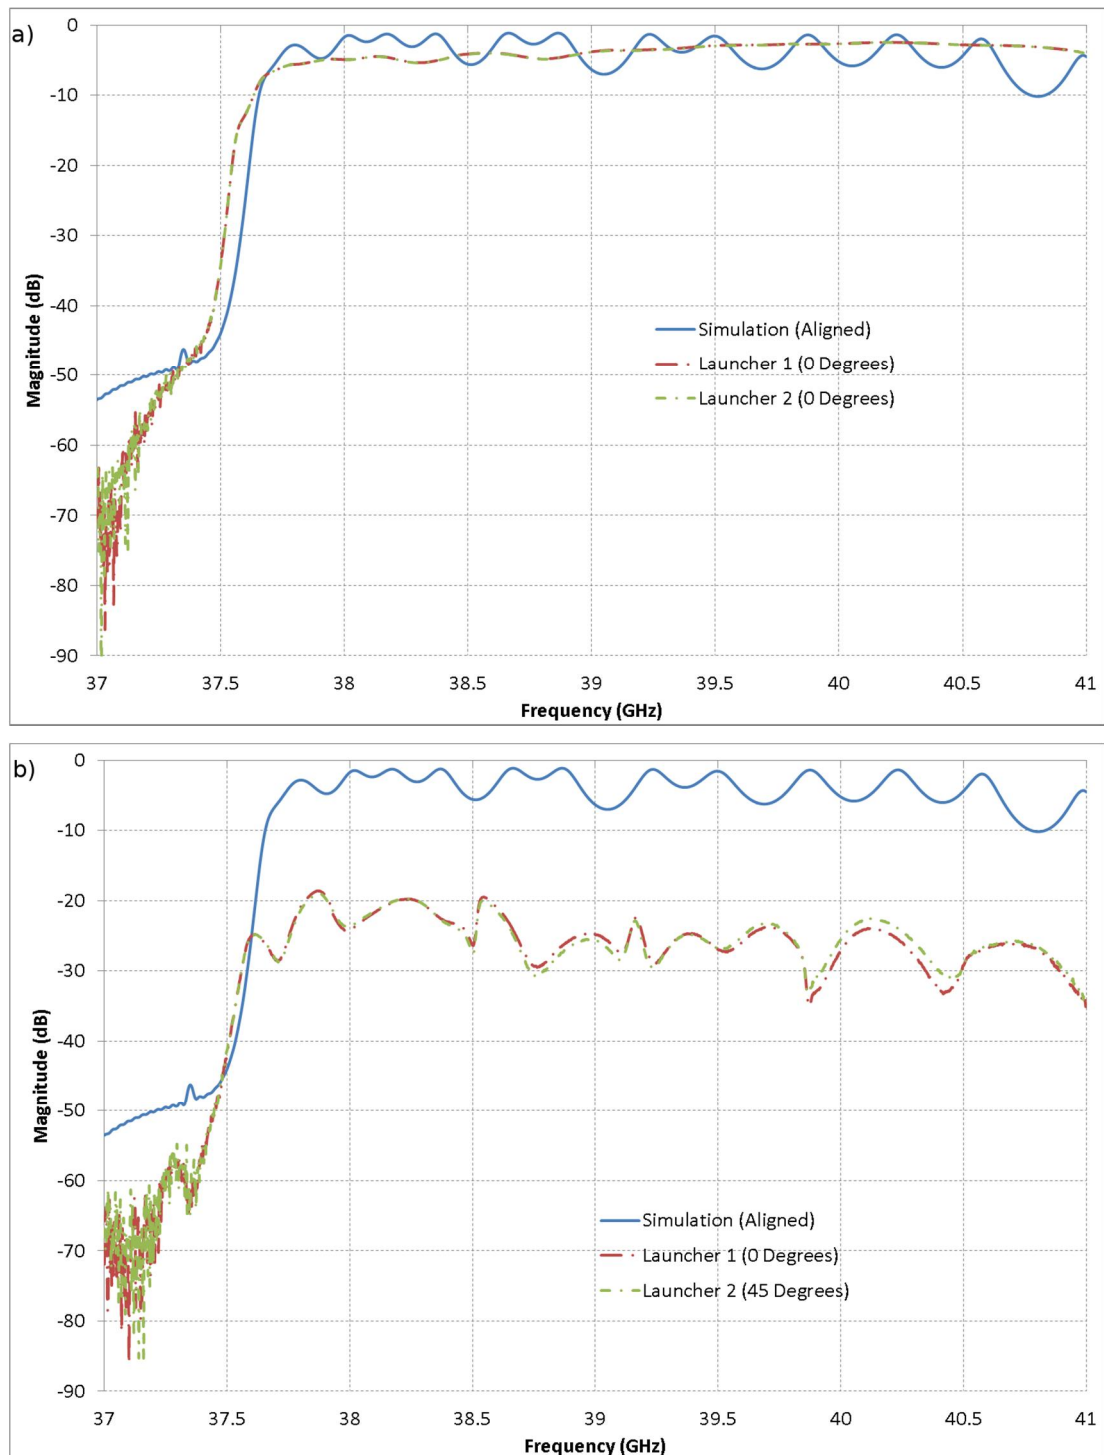 a)
0
-10
-20
-30
-40
-50
-60
-70
-80
-90
Magnitude (dB)
Simulation (Aligned)
Launcher 1 (0 Degrees)
Launcher 2 (0 Degrees)
37 37.5 38 38.5 39 39.5 40 40.5 41
Frequency (GHz)
b)
0
-10
-20
-30
-40
-50
-60
-70
-80
-90
Magnitude (dB)
Simulation (Aligned)
Launcher 1 (0 Degrees)
Launcher 2 (45 Degrees)
37 37.5 38 38.5 39 39.5 40 40.5 41
Frequency (GHz)